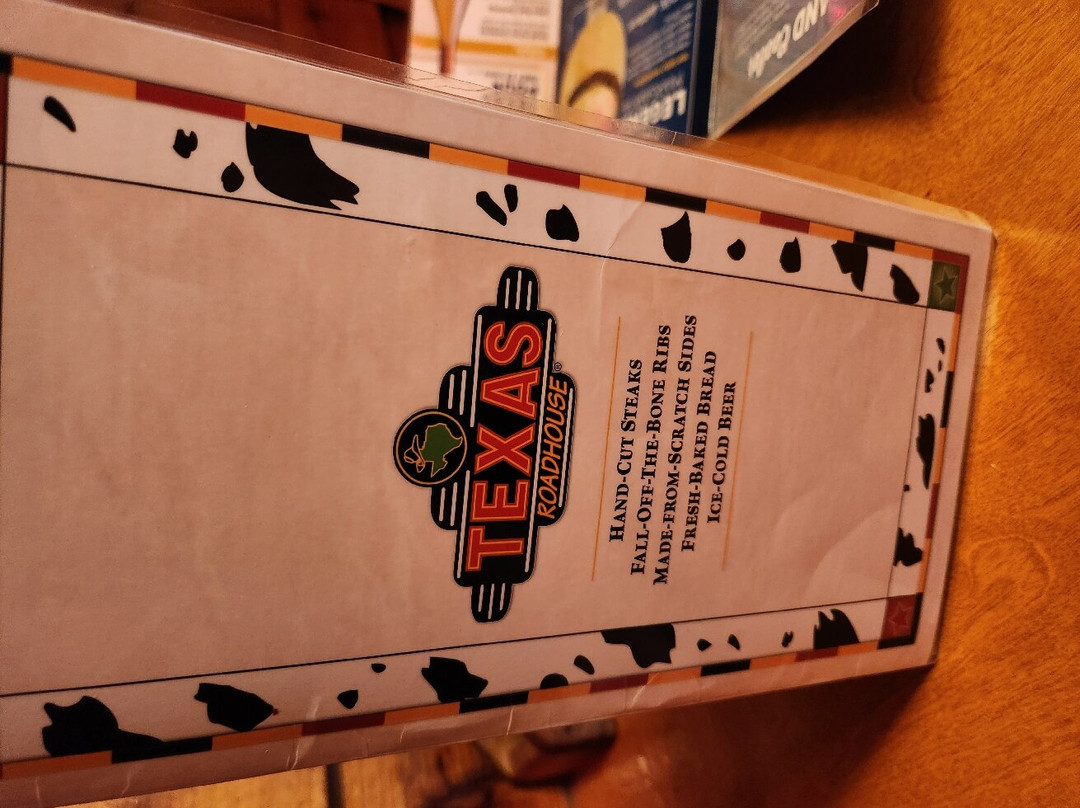 TEXAS
ROADHOUSE®
HAND-CUT STEAKS
FALL-OFF-THE-BONE RIBS
MADE-FROM-SCRATCH SIDES
FRESH-BAKED BREAD
ICE-COLD BEER